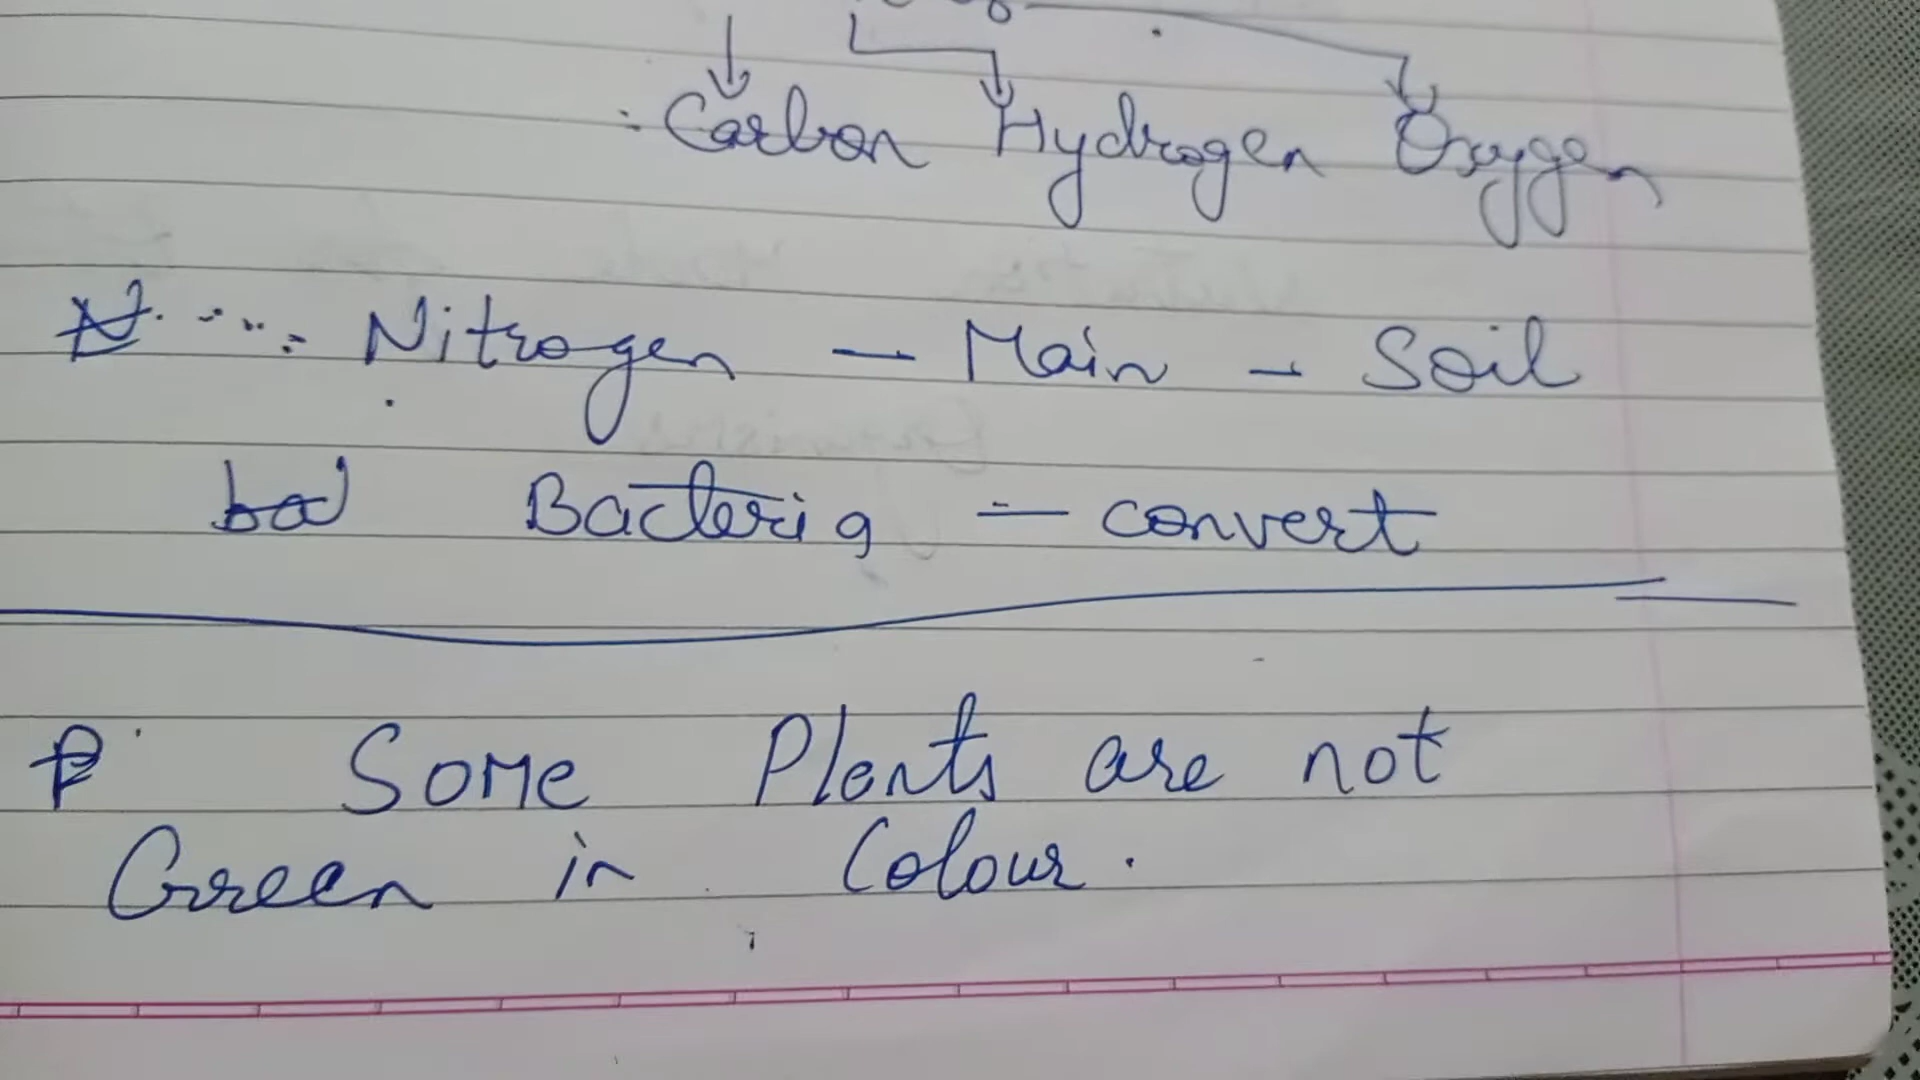 Carbon Hydrogen Oxygen
N. .... Nitrogen - Main - Soil
Bacteria - convert
P Some Plants are not
Green in Colour.